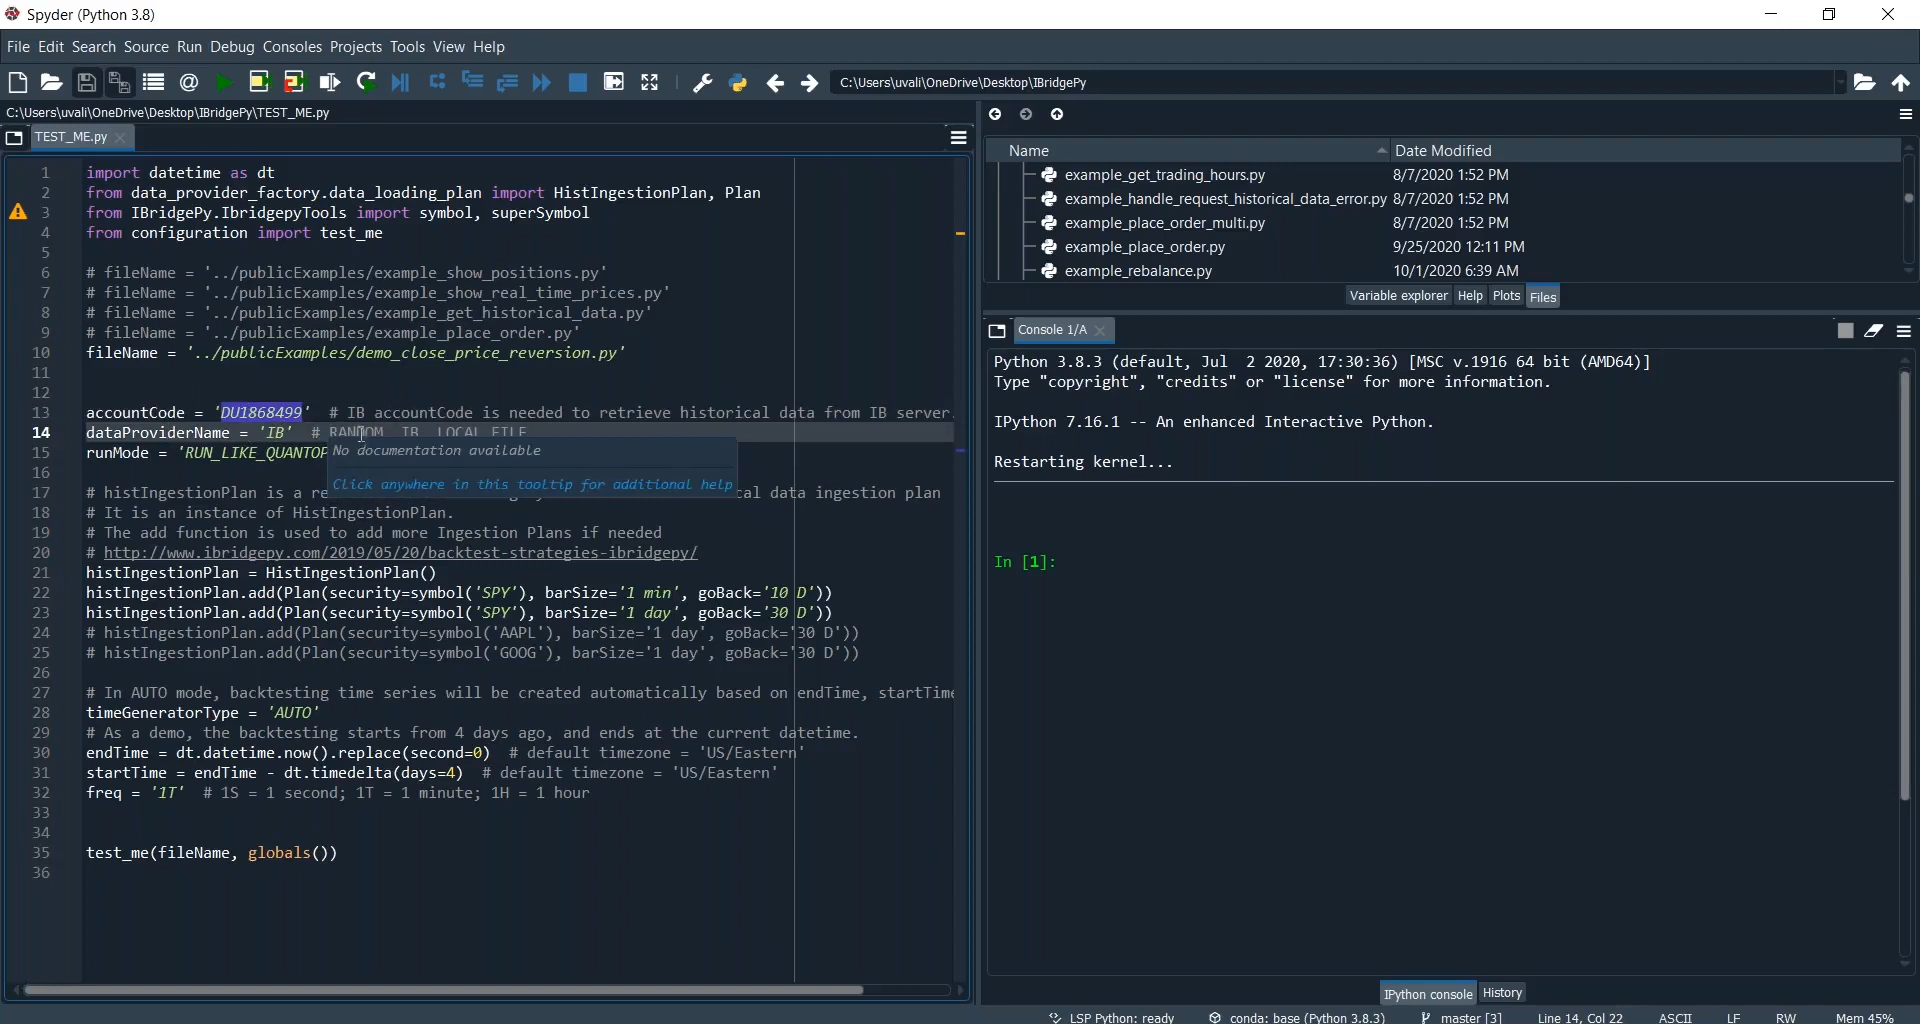 Spyder (Python 3.8)
File Edit Search Source Run Debug Consoles Projects Tools View Help
C:\Users\uvali\OneDrive\Desktop\IBridgePy
C:\Users\uvali\OneDrive\Desktop\IBridgePy\TEST_ME.py
TEST_ME.py
1 import datetime as dt
2 from data_provider_factory.data_loading_plan import HistIngestionPlan, Plan
3 from IBridgePy.IbridgepyTools import symbol, superSymbol
4 from configuration import test_me
5
6 # fileName = '../publicExamples/example_show_positions.py'
7 # fileName = '../publicExamples/example_show_real_time_prices.py'
8 # fileName = '../publicExamples/example_get_historical_data.py'
9 # fileName = '../publicExamples/example_place_order.py'
10 fileName = '../publicExamples/demo_close_price_reversion.py'
11
12
13 accountCode = 'DU1868499' # IB accountCode is needed to retrieve historical data from IB server.
14 dataProviderName = 'IB' # RANDOM, IB, LOCAL_FILE
No documentation available
15 runMode = 'RUN_LIKE_QUANTOP
16
Click anywhere in this tooltip for additional help
17 # histIngestionPlan is a re cal data ingestion plan
18 # It is an instance of HistIngestionPlan.
19 # The add function is used to add more Ingestion Plans if needed
20 # http://www.ibridgepy.com/2019/05/20/backtest-strategies-ibridgepy/
21 histIngestionPlan = HistIngestionPlan()
22 histIngestionPlan.add(Plan(security=symbol('SPY'), barSize='1 min', goBack='10 D'))
23 histIngestionPlan.add(Plan(security=symbol('SPY'), barSize='1 day', goBack='30 D'))
24 # histIngestionPlan.add(Plan(security=symbol('AAPL'), barSize='1 day', goBack='30 D'))
25 # histIngestionPlan.add(Plan(security=symbol('GOOG'), barSize='1 day', goBack='30 D'))
26
27 # In AUTO mode, backtesting time series will be created automatically based on endTime, startTime
28 timeGeneratorType = 'AUTO'
29 # As a demo, the backtesting starts from 4 days ago, and ends at the current datetime.
30 endTime = dt.datetime.now().replace(second=0) # default timezone = 'US/Eastern'
31 startTime = endTime - dt.timedelta(days=4) # default timezone = 'US/Eastern'
32 freq = '1T' # 1S = 1 second; 1T = 1 minute; 1H = 1 hour
33
34
35 test_me(fileName, globals())
36
Name Date Modified
example_get_trading_hours.py 8/7/2020 1:52 PM
example_handle_request_historical_data_error.py 8/7/2020 1:52 PM
example_place_order_multi.py 8/7/2020 1:52 PM
example_place_order.py 9/25/2020 12:11 PM
example_rebalance.py 10/1/2020 6:39 AM
Variable explorer Help Plots Files
Console 1/A
Python 3.8.3 (default, Jul 2 2020, 17:30:36) [MSC v.1916 64 bit (AMD64)]
Type "copyright", "credits" or "license" for more information.
IPython 7.16.1 -- An enhanced Interactive Python.
Restarting kernel...
In [1]:
IPython console History
LSP Python: ready conda: base (Python 3.8.3) master [3] Line 14, Col 22 ASCII LF RW Mem 45%